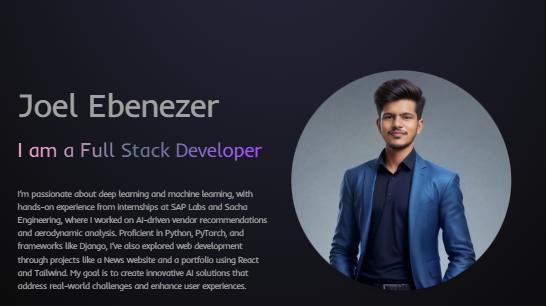 Joel Ebenezer
I am a Full Stack Developer
I'm passionate about deep learning and machine learning, with
hands-on experience from internships at SAP Labs and Sacha
Engineering, where I worked on AI-driven vendor recommendations
and aerodynamic analysis. Proficient in Python, PyTorch, and
frameworks like Django, I've also explored web development
through projects like a News website and a portfolio using React
and Tailwind. My goal is to create innovative AI solutions that
address real-world challenges and enhance user experiences.